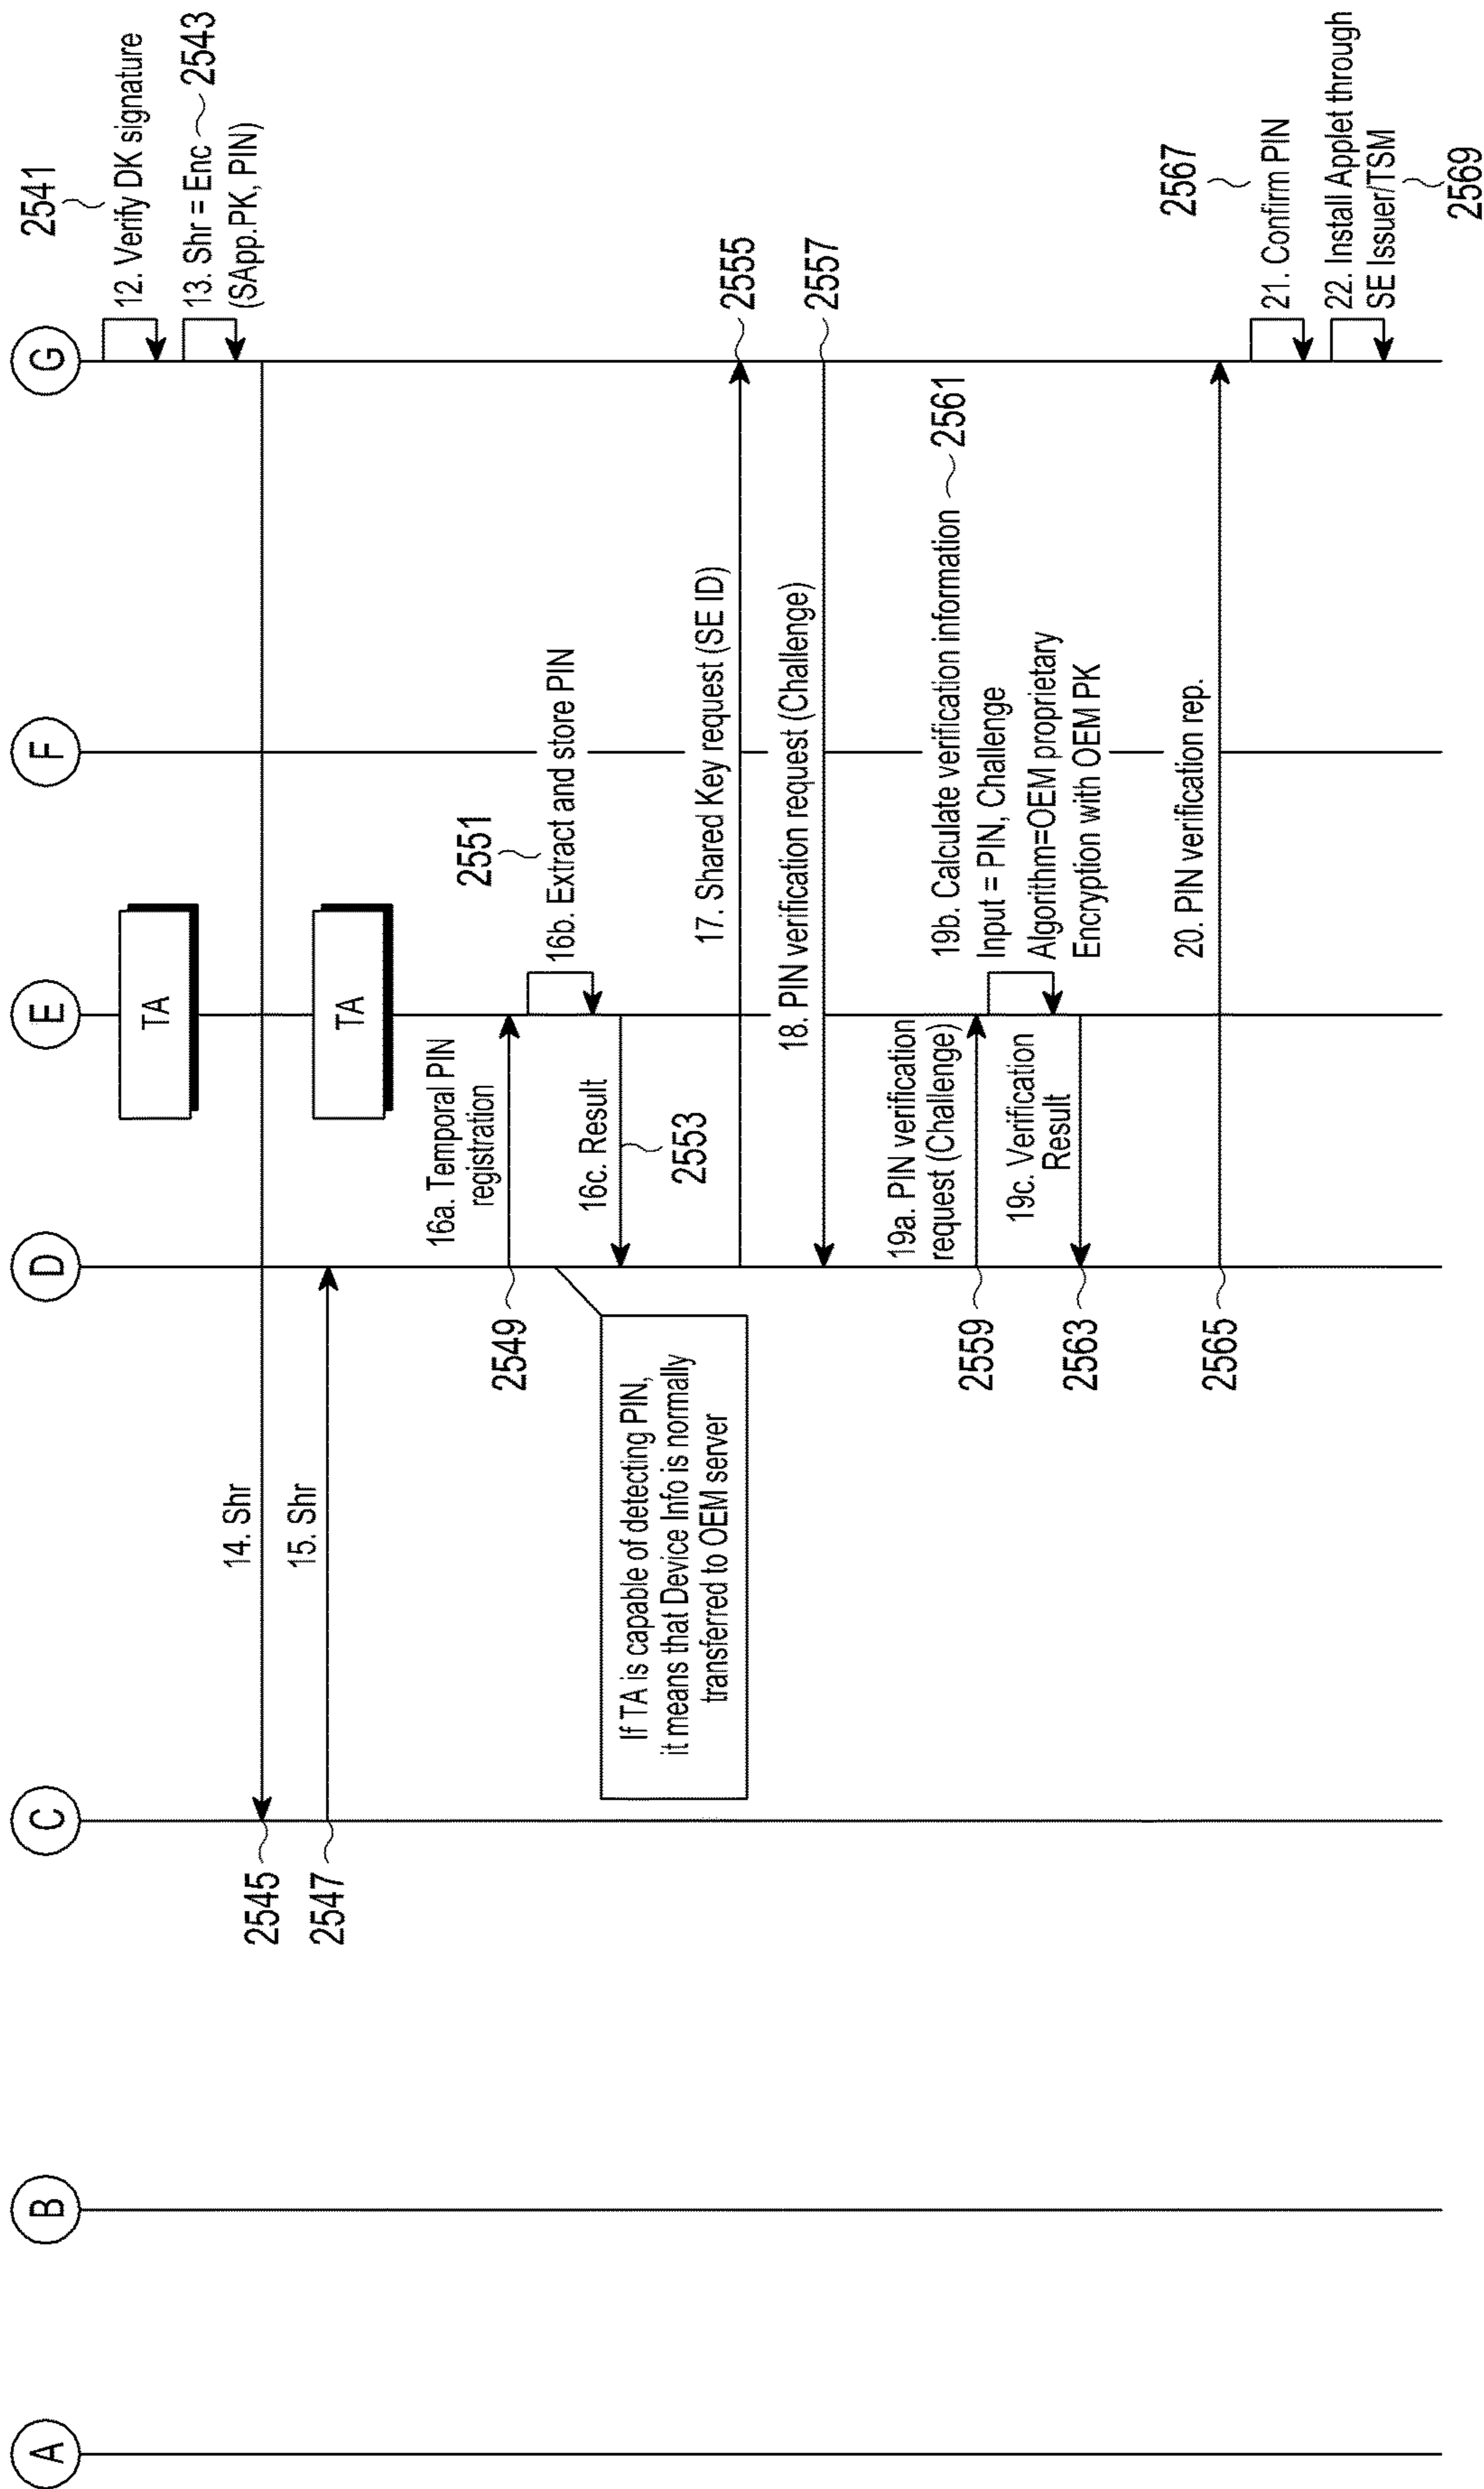 A
B
C
D
E
F
G
2541
12. Verify DK signature
13. Shr = Enc
(SApp.PK, PIN)
2543
TA
14. Shr
2545
TA
15. Shr
2547
16a. Temporal PIN
registration
2549
2551
16b. Extract and store PIN
16c. Result
2553
If TA is capable of detecting PIN,
it means that Device Info is normally
transferred to OEM server
17. Shared Key request (SE ID)
2555
18. PIN verification request (Challenge)
2557
19a. PIN verification
request (Challenge)
2559
19b. Calculate verification information
Input = PIN, Challenge
Algorithm=OEM proprietary
Encryption with OEM PK
2561
19c. Verification
Result
2563
20. PIN verification rep.
2565
2567
21. Confirm PIN
22. Install Applet through
SE Issuer/TSM
2569